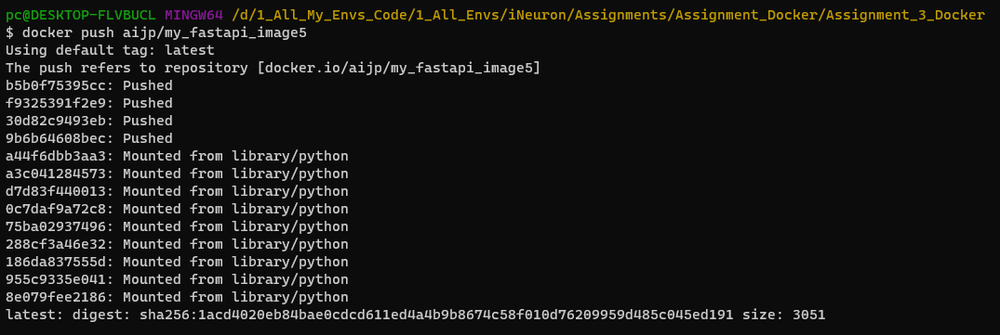 pc@DESKTOP-FLVBUCL MINGW64 /d/1_All_My_Envs_Code/1_All_Envs/iNeuron/Assignments/Assignment_Docker/Assignment_3_Docker
$ docker push aijp/my_fastapi_image5
Using default tag: latest
The push refers to repository [docker.io/aijp/my_fastapi_image5]
b5b0f75395cc: Pushed
f9325391f2e9: Pushed
30d82c9493eb: Pushed
9b6b64608bec: Pushed
a44f6dbb3aa3: Mounted from library/python
a3c041284573: Mounted from library/python
d7d83f440013: Mounted from library/python
0c7daf9a72c8: Mounted from library/python
75ba02937496: Mounted from library/python
288cf3a46e32: Mounted from library/python
186da837555d: Mounted from library/python
955c9335e041: Mounted from library/python
8e079fee2186: Mounted from library/python
latest: digest: sha256:1acd4020eb84bae0cdcd611ed4a4b9b8674c58f010d76209959d485c045ed191 size: 3051